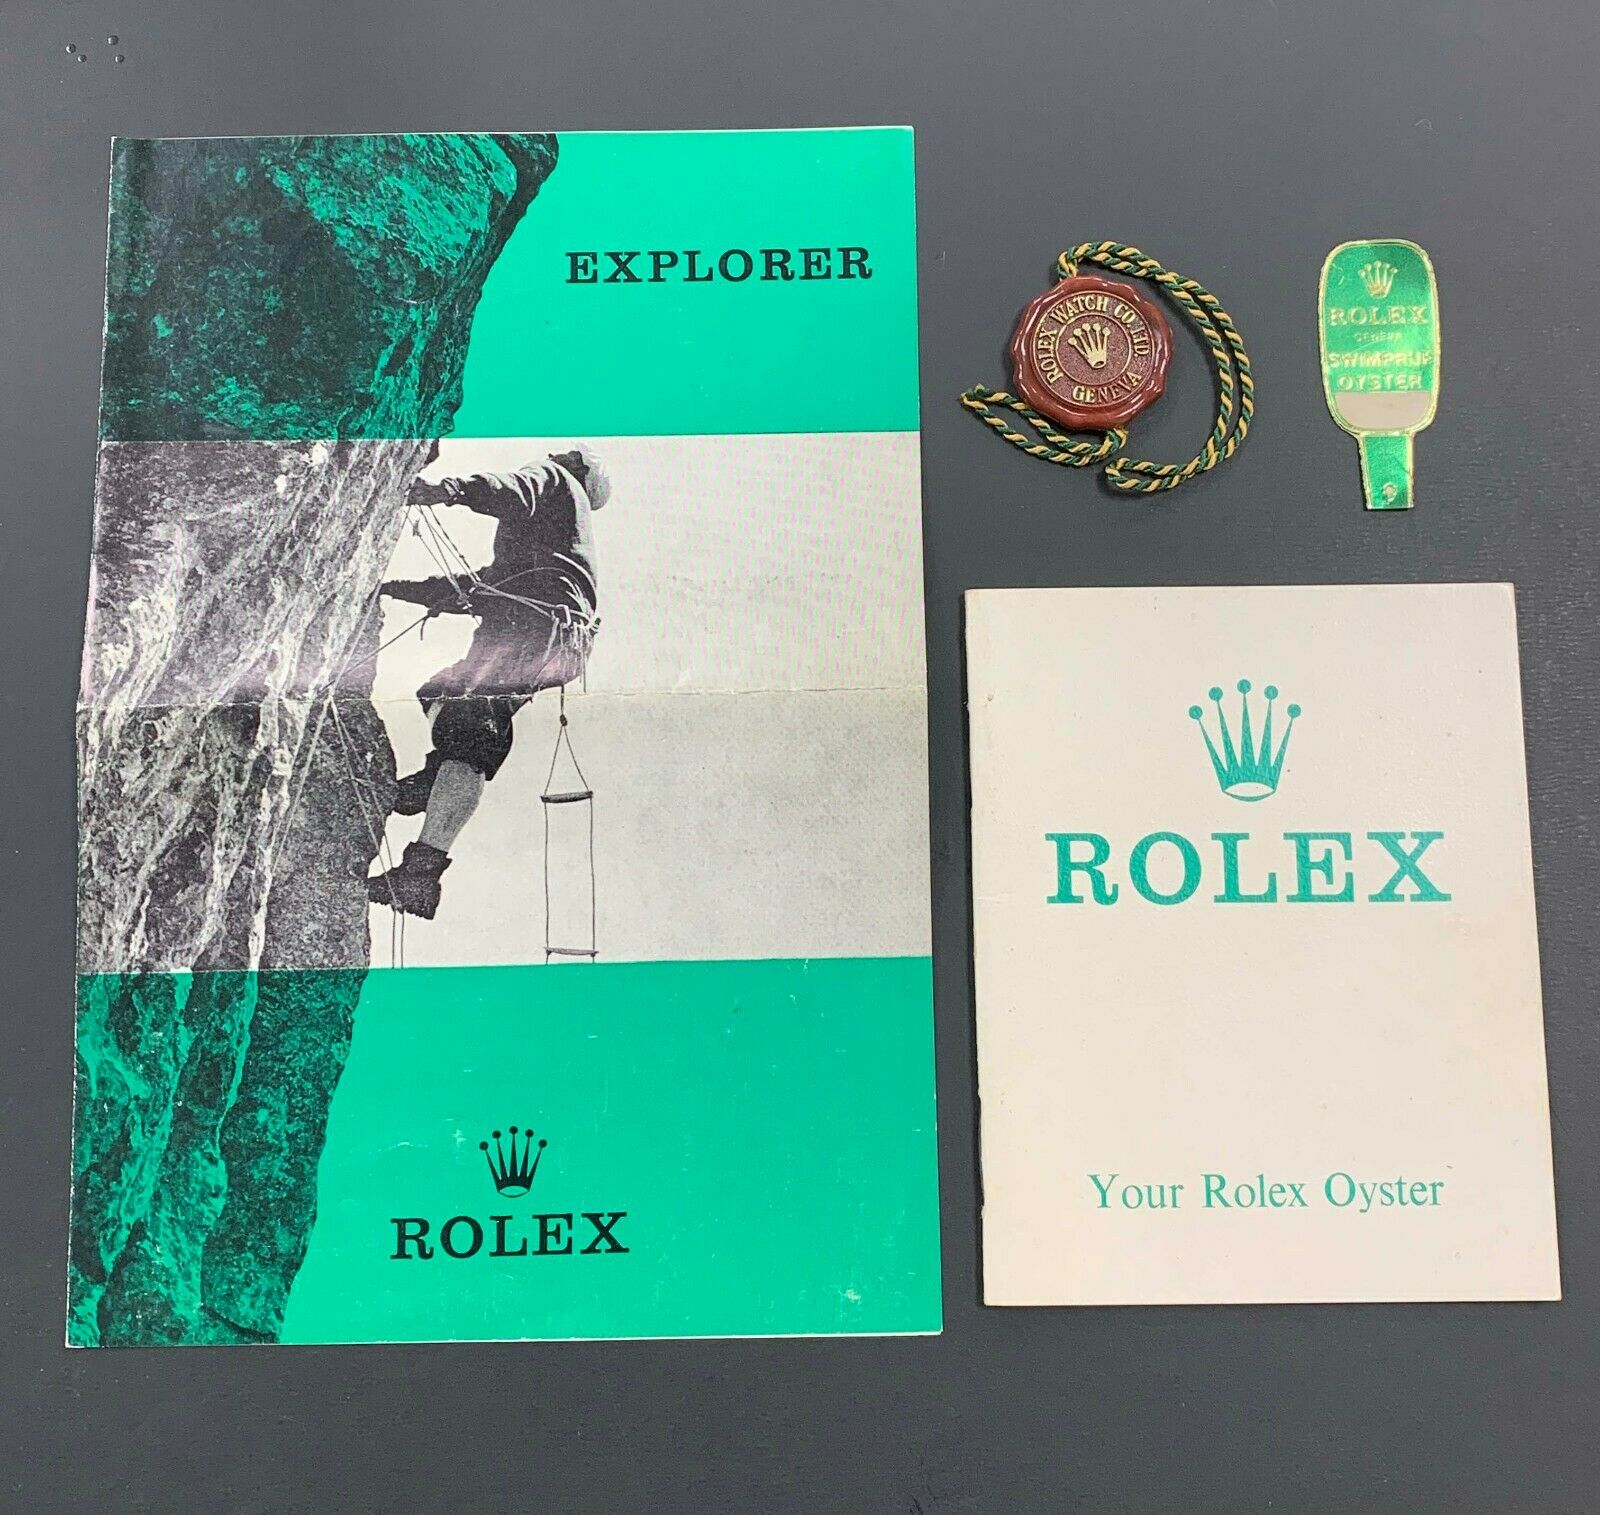 EXPLORER
ROLEX
ROLEX WATCH CO. LTD.
GENEVA
ROLEX
GENEVA
SWIMPRUF
OYSTER
ROLEX
Your Rolex Oyster